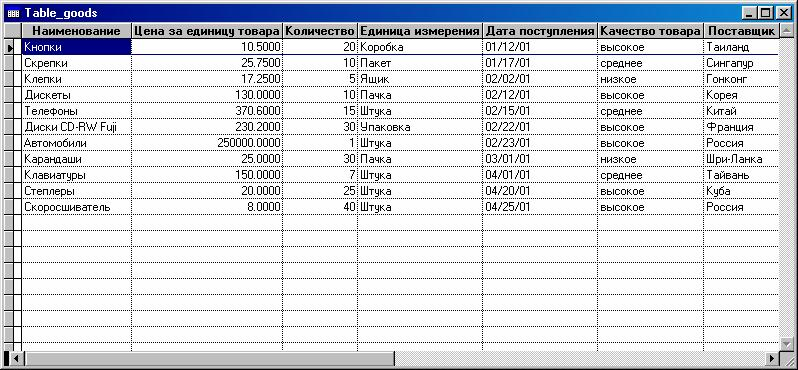 Table_goods
Наименование Цена за единицу товара Количество Единица измерения Дата поступления Качество товара Поставщик
Кнопки 10.5000 20 Коробка 01/12/01 высокое Таиланд
Скрепки 25.7500 10 Пакет 01/17/01 среднее Сингапур
Клепки 17.2500 5 Ящик 02/02/01 низкое Гонконг
Дискеты 130.0000 10 Пачка 02/12/01 высокое Корея
Телефоны 370.6000 15 Штука 02/15/01 среднее Китай
Диски CD-RW Fuji 230.2000 30 Упаковка 02/22/01 высокое Франция
Автомобили 250000.0000 1 Штука 02/23/01 высокое Россия
Карандаши 25.0000 30 Пачка 03/01/01 низкое Шри-Ланка
Клавиатуры 150.0000 7 Штука 04/01/01 среднее Тайвань
Степлеры 20.0000 25 Штука 04/20/01 высокое Куба
Скоросшиватель 8.0000 40 Штука 04/25/01 высокое Россия